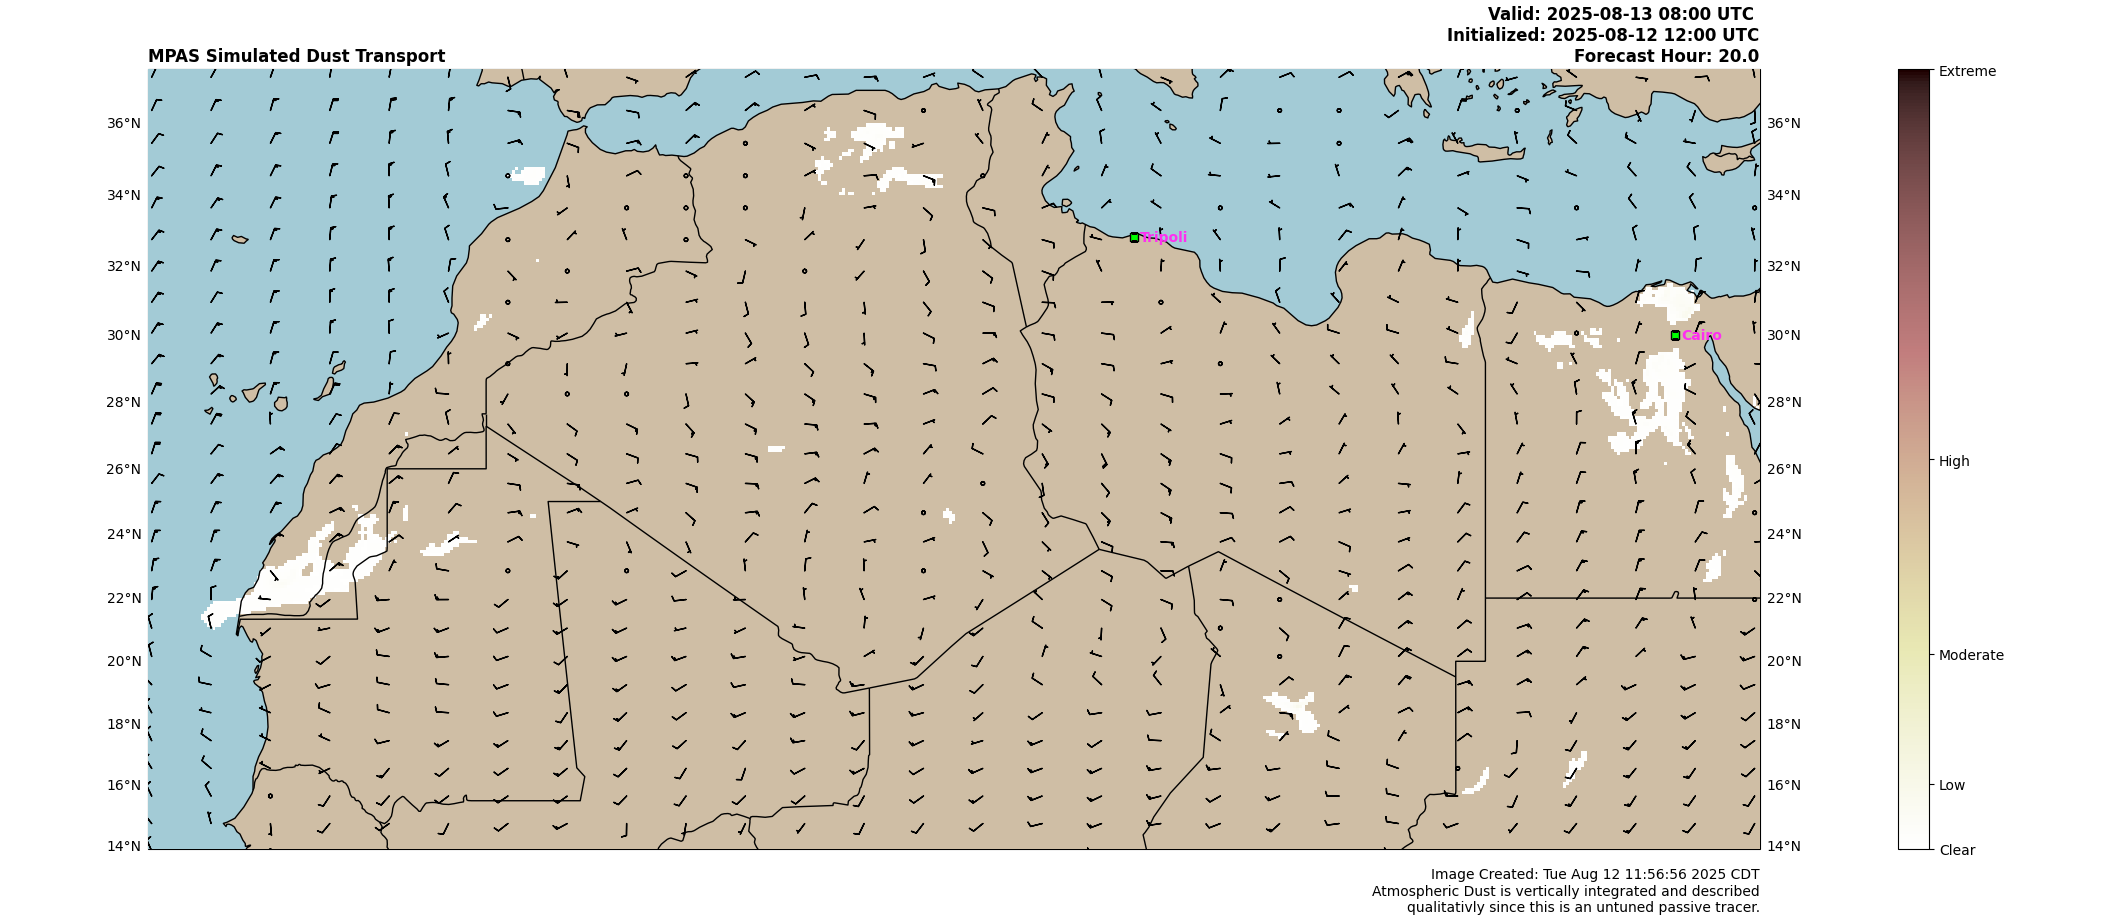 Valid: 2025-08-13 08:00 UTC
Initialized: 2025-08-12 12:00 UTC
MPAS Simulated Dust Transport
Forecast Hour: 20.0
Extreme
36°N
36°N
34°N
34°N
Tripoli
32°N
32°N
30°N
Cairo
30°N
28°N
28°N
26°N
26°N
High
24°N
24°N
22°N
22°N
20°N
20°N
Moderate
18°N
18°N
16°N
16°N
Low
14°N
14°N
Clear
Image Created: Tue Aug 12 11:56:56 2025 CDT
Atmospheric Dust is vertically integrated and described
qualitativly since this is an untuned passive tracer.